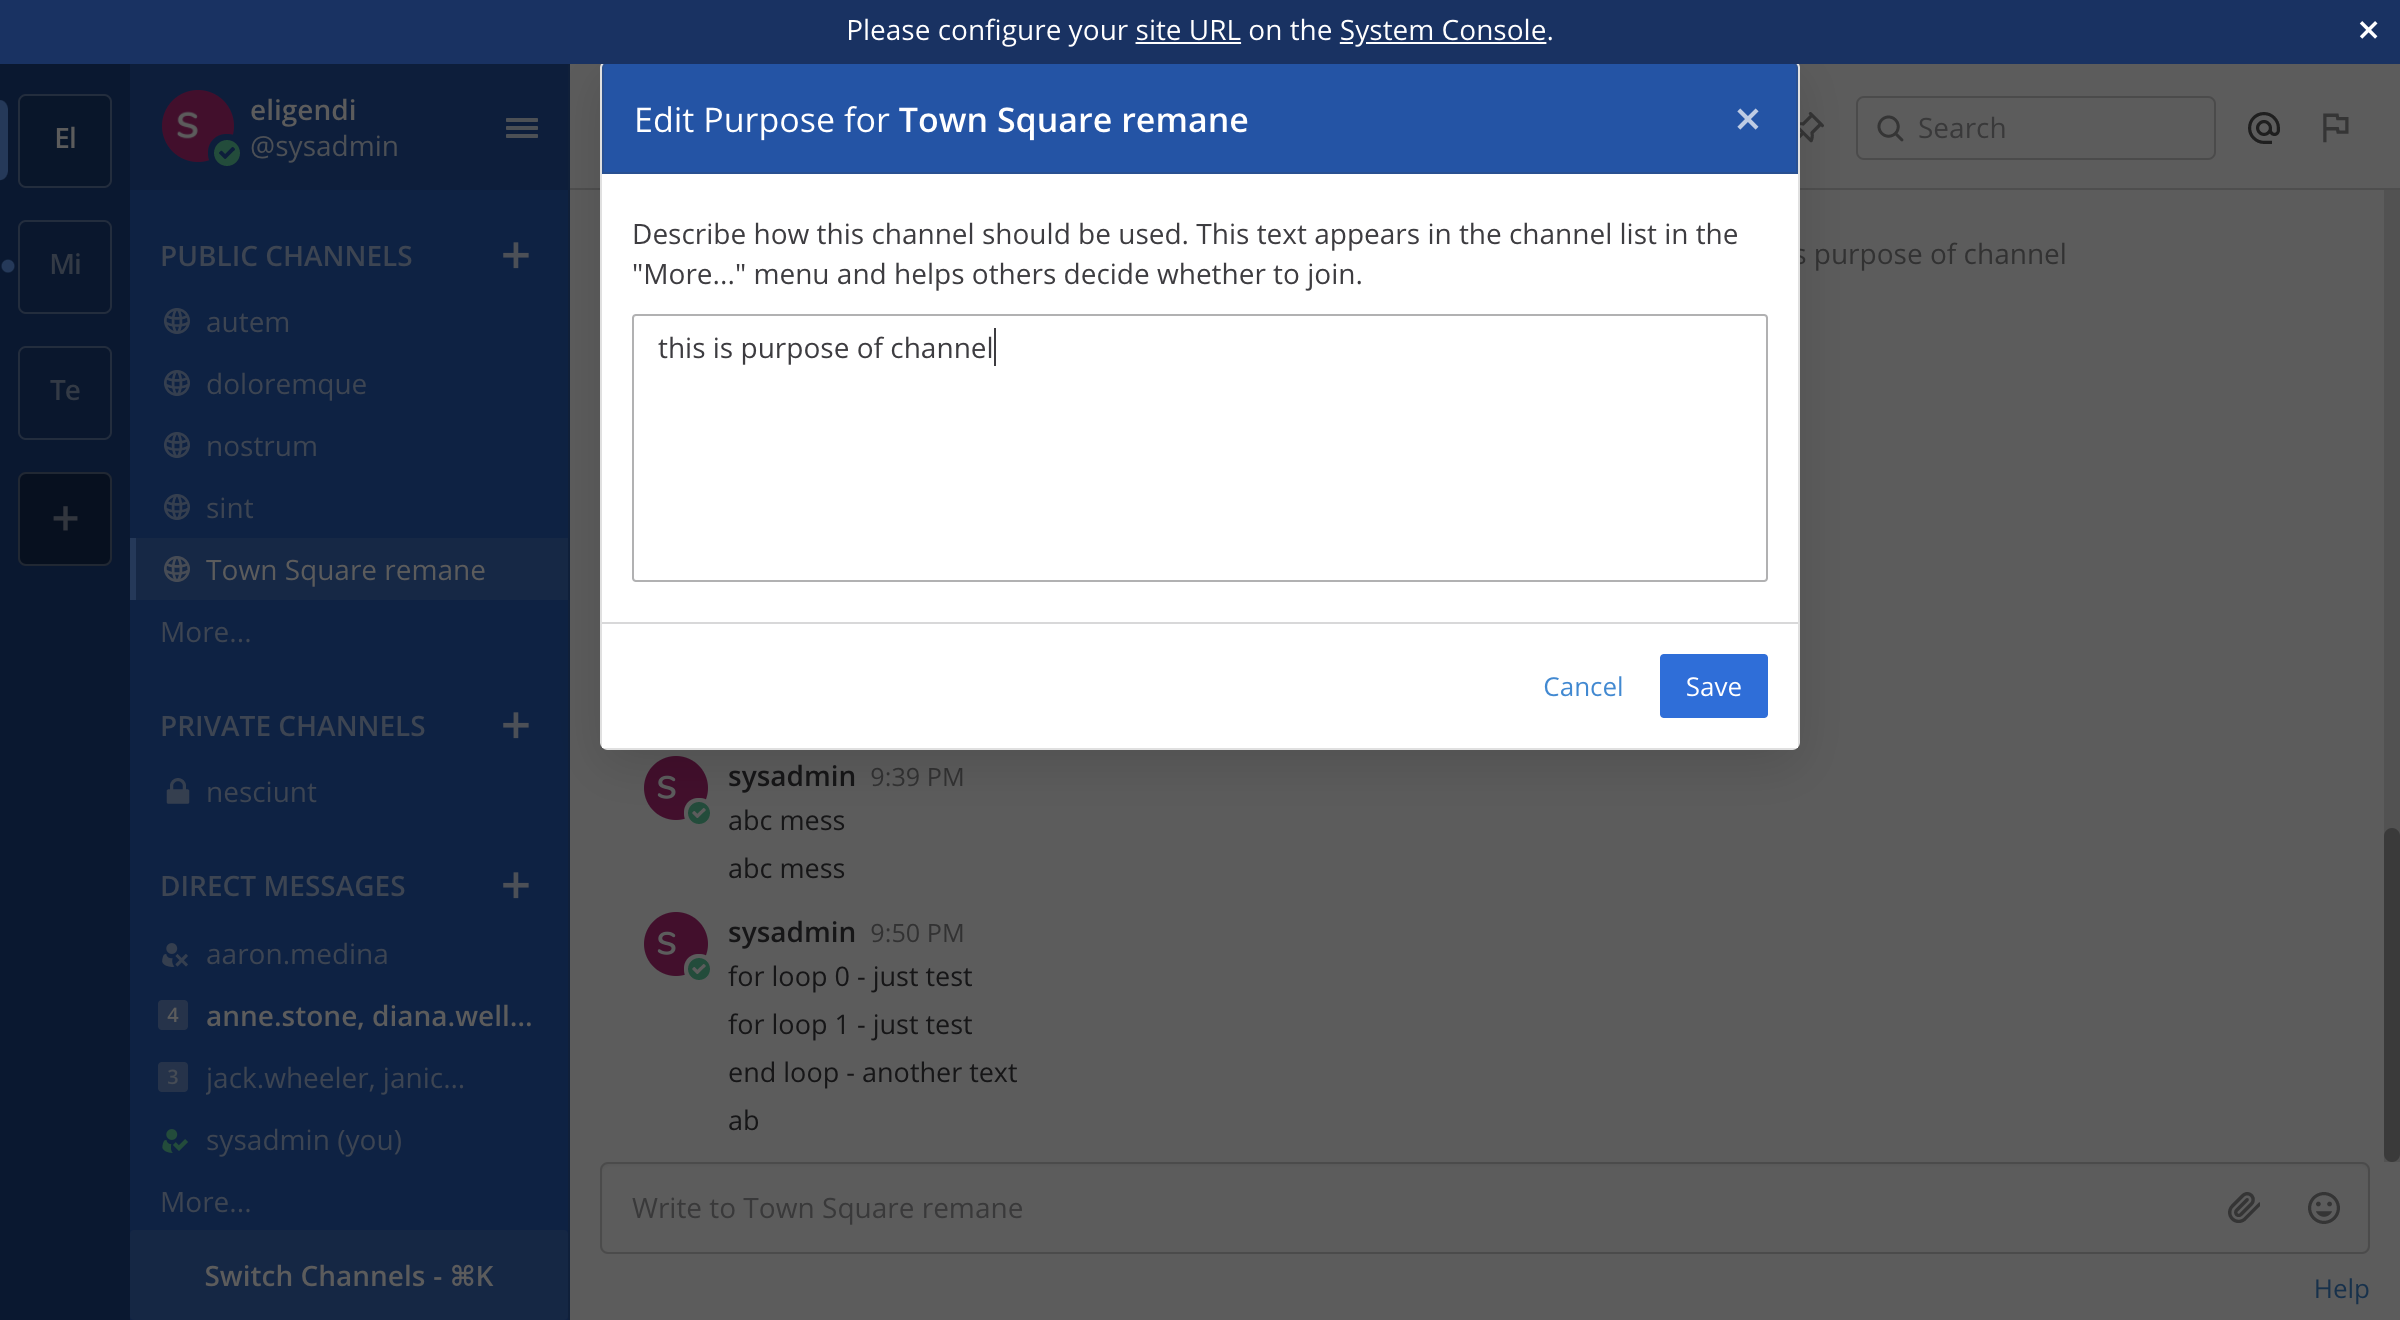 Please configure your site URL on the System Console.
El
Mi
Te
S
eligendi
@sysadmin
PUBLIC CHANNELS
autem
doloremque
nostrum
sint
Town Square remane
More...
PRIVATE CHANNELS
nesciunt
DIRECT MESSAGES
aaron.medina
4 anne.stone, diana.well...
3 jack.wheeler, janic...
sysadmin (you)
More...
Switch Channels - ⌘K
Edit Purpose for Town Square remane
Describe how this channel should be used. This text appears in the channel list in the
"More..." menu and helps others decide whether to join.
this is purpose of channel
Cancel
Save
Search
s purpose of channel
S
sysadmin 9:39 PM
abc mess
abc mess
S
sysadmin 9:50 PM
for loop 0 - just test
for loop 1 - just test
end loop - another text
ab
Write to Town Square remane
Help